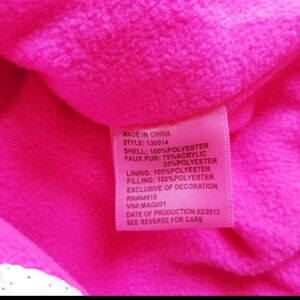 MADE IN CHINA
STYLE: 130014
SHELL: 100%POLYESTER
FAUX FUR: 75%ACRYLIC
25%POLYESTER
LINING: 100%POLYESTER
FILLING: 100%POLYESTER
EXCLUSIVE OF DECORATION
RN#94615
VN#:MAG001
DATE OF PRODUCTION:02/2013
SEE REVERSE FOR CARE